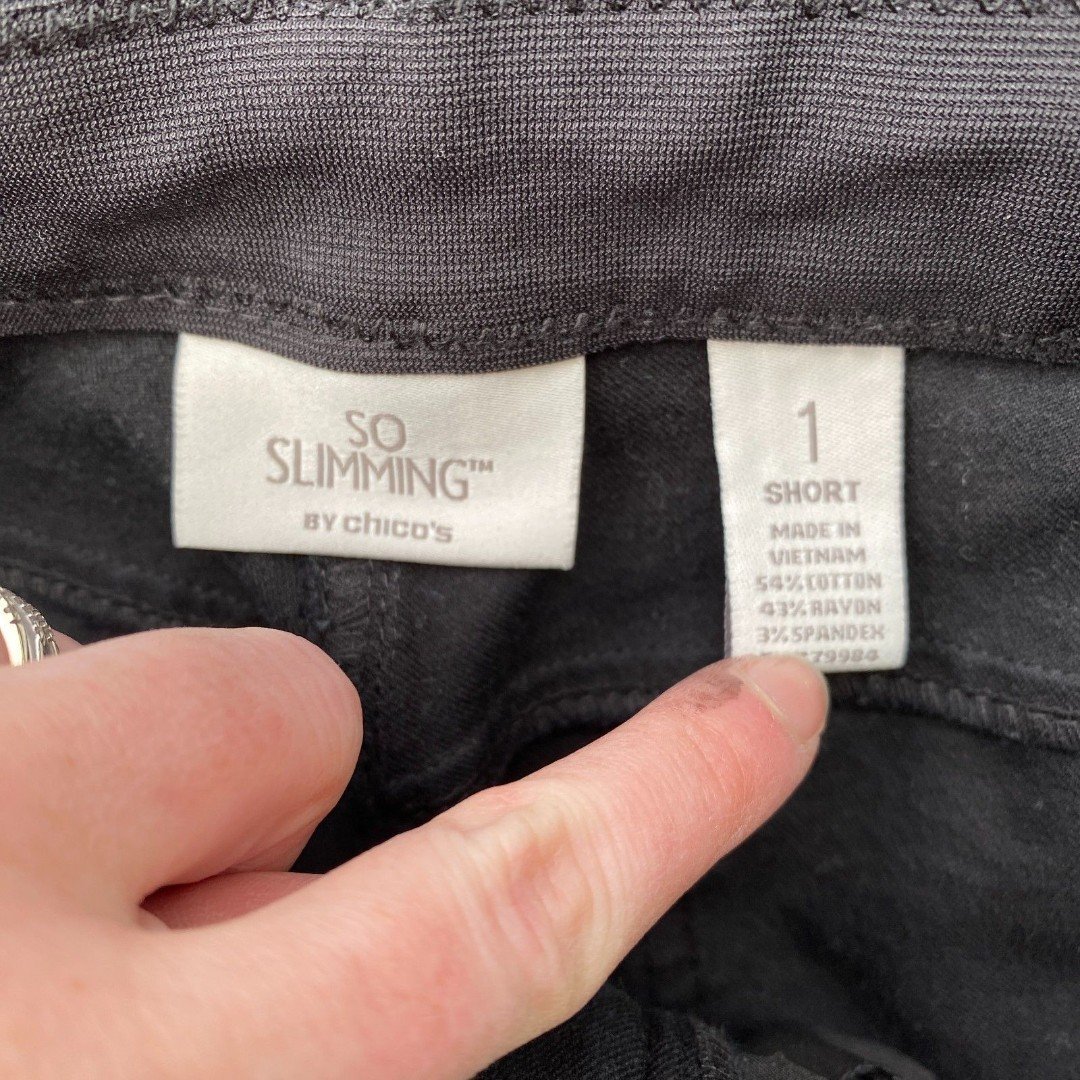 SO
SLIMMING™
BY chico's
1
SHORT
MADE IN
VIETNAM
54% COTTON
43% RAYON
3% SPANDEX